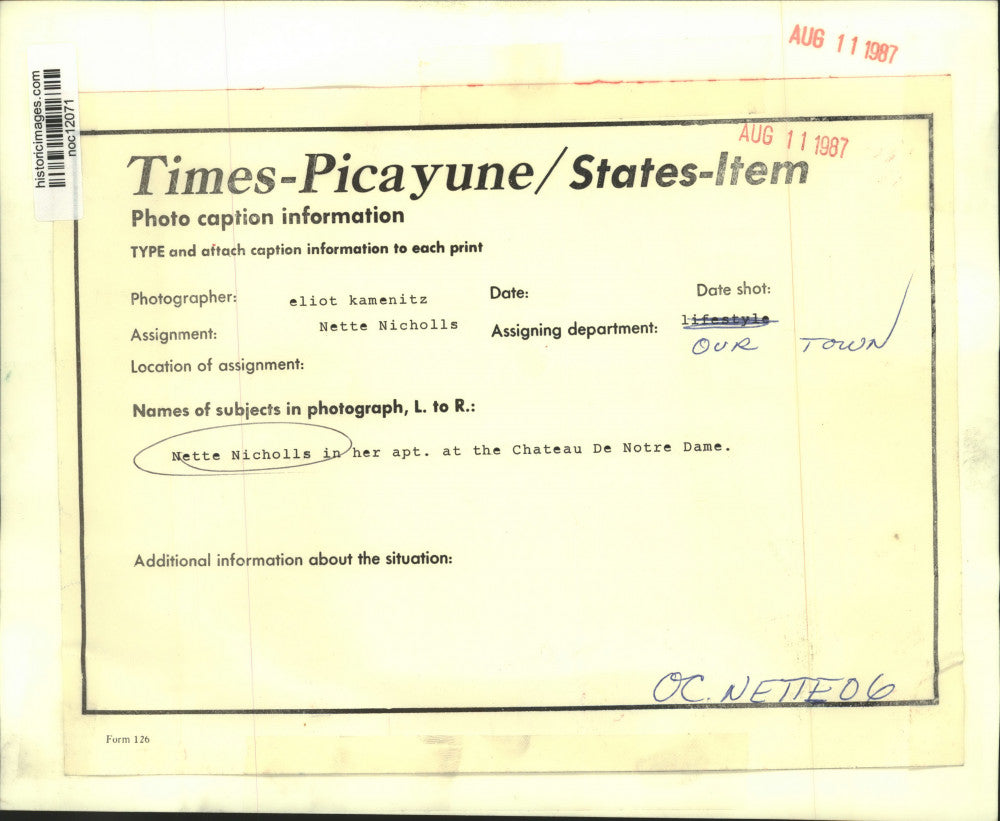 AUG 11 1987
historicimages.com
noc12071
AUG 11 1987
Times-Picayune/States-Item
Photo caption information
TYPE and attach caption information to each print
Photographer: eliot kamenitz Date: Date shot:
Assignment: Nette Nicholls Assigning department: lifestyle
OUR TOWN
Location of assignment:
Names of subjects in photograph, L. to R.:
Nette Nicholls in her apt. at the Chateau De Notre Dame.
Additional information about the situation:
OC.NETTE06
Form 126